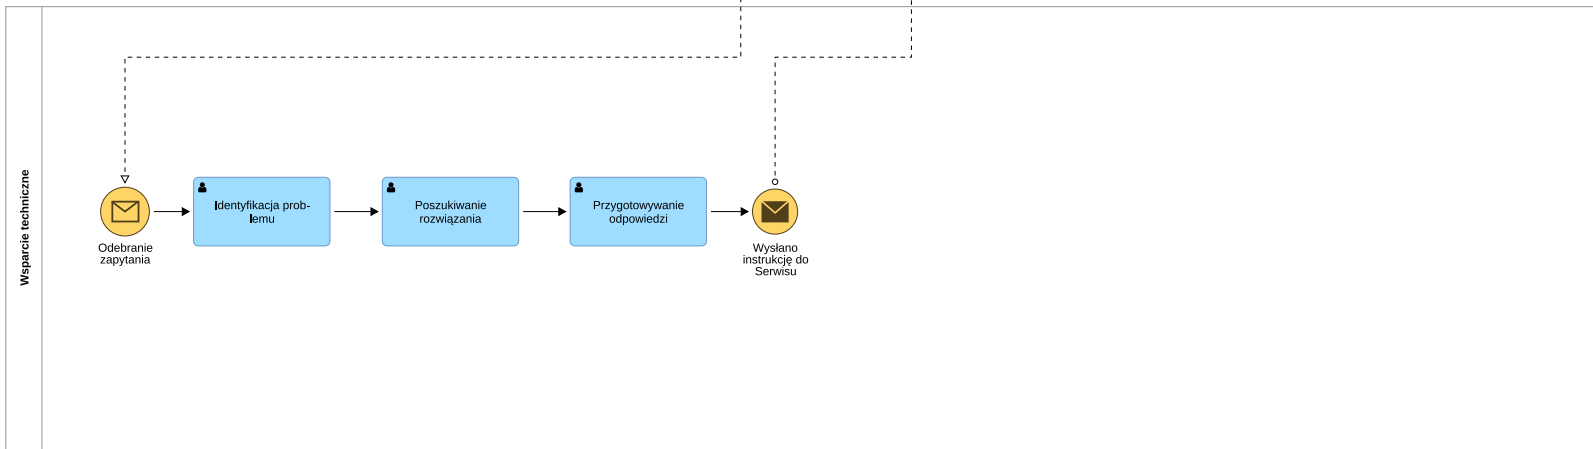 Wsparcie techniczne
Odebranie
zapytania
Identyfikacja prob-
lemu
Poszukiwanie
rozwiązania
Przygotowywanie
odpowiedzi
Wysłano
instrukcję do
Serwisu